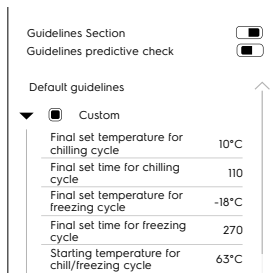 Guidelines Section
Guidelines predictive check
Default guidelines
Custom
Final set temperature for
chilling cycle
10°C
Final set time for chilling
cycle
110
Final set temperature for
freezing cycle
-18°C
Final set time for freezing
cycle
270
Starting temperature for
chill/freezing cycle
63°C